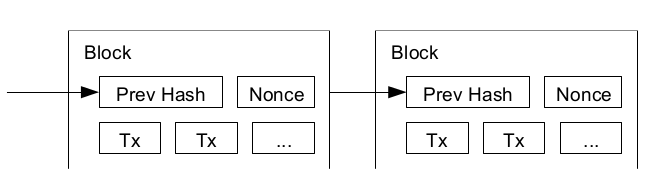 Block
Prev Hash Nonce
Tx Tx ...
Block
Prev Hash Nonce
Tx Tx ...